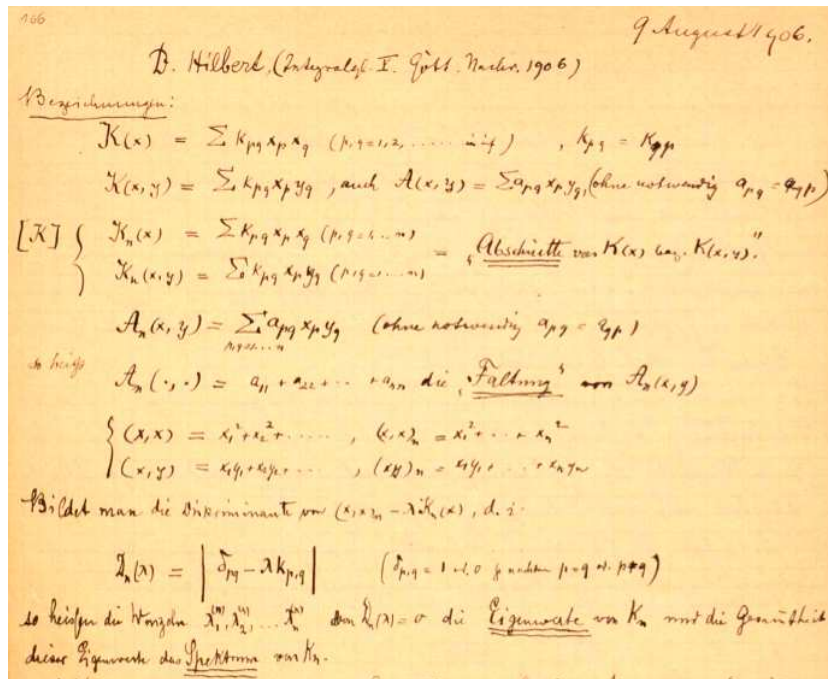 166
9 August 1906.
D. Hilbert. (Integralgl. I. Gött. Nachr. 1906)
Bezeichnungen:
K(x) = Σ k_pq x_p x_q (p,q = 1,2, ..... inf) , k_pq = k_qp
K(x,y) = Σ k_pq x_p y_q , auch A(x,y) = Σ a_pq x_p y_q, (ohne notwendig a_pq = a_qp)
[K] { K_n(x) = Σ k_pq x_p x_q (p,q = 1, ... n)
K_n(x,y) = Σ k_pq x_p y_q (p,q = 1, ... n) = „Abschnitte von K(x) bezw. K(x,y)."
A_n(x,y) = Σ a_pq x_p y_q (ohne notwendig a_pq = a_qp)
p,q=1,...n
so heißt A_n(·,·) = a_11 + a_22 + ·· + a_nn die „Faltung" von A_n(x,y)
{ (x,x) = x_1² + x_2² + ..... , (x,x)_n = x_1² + ·· + x_n²
(x,y) = x_1y_1 + x_2y_2 + ... , (xy)_n = x_1y_1 + ... + x_ny_n
Bildet man die Diskriminante von (x,x)_n - λK_n(x), d. i.
D_n(λ) = | δ_pq - λk_p,q | (δ_p,q = 1 od. 0 je nachdem p=q od. p≠q)
so heißen die Wurzeln λ_1^(n), λ_2^(n), ... λ_n^(n) von D_n(λ) = 0 die Eigenwerte von K_n und die Gesamtheit
dieser Eigenwerte das Spektrum von K_n.